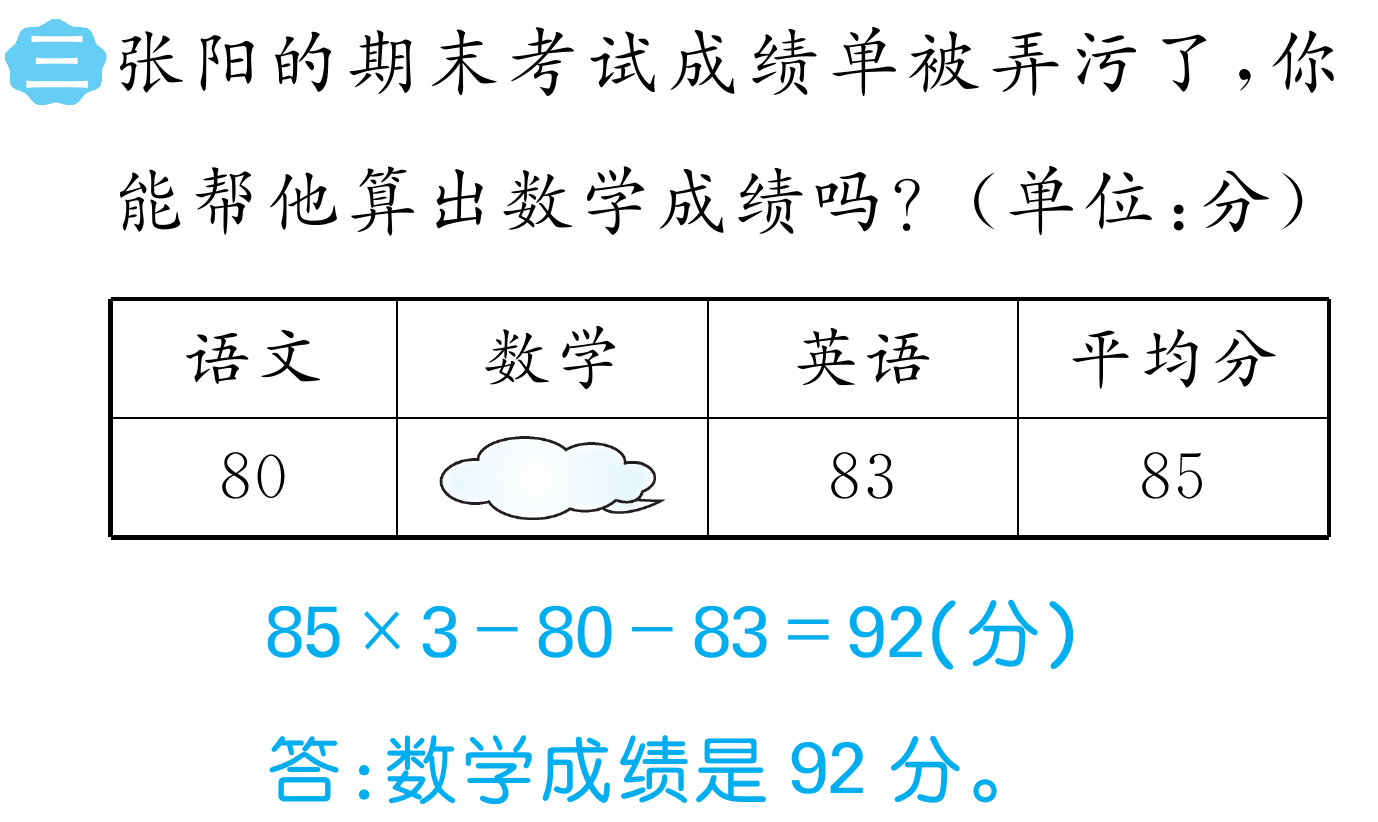 三 张阳的期末考试成绩单被弄污了,你
能帮他算出数学成绩吗?(单位:分)
语文 数学 英语 平均分
80 83 85
85×3-80-83=92(分)
答:数学成绩是 92 分。